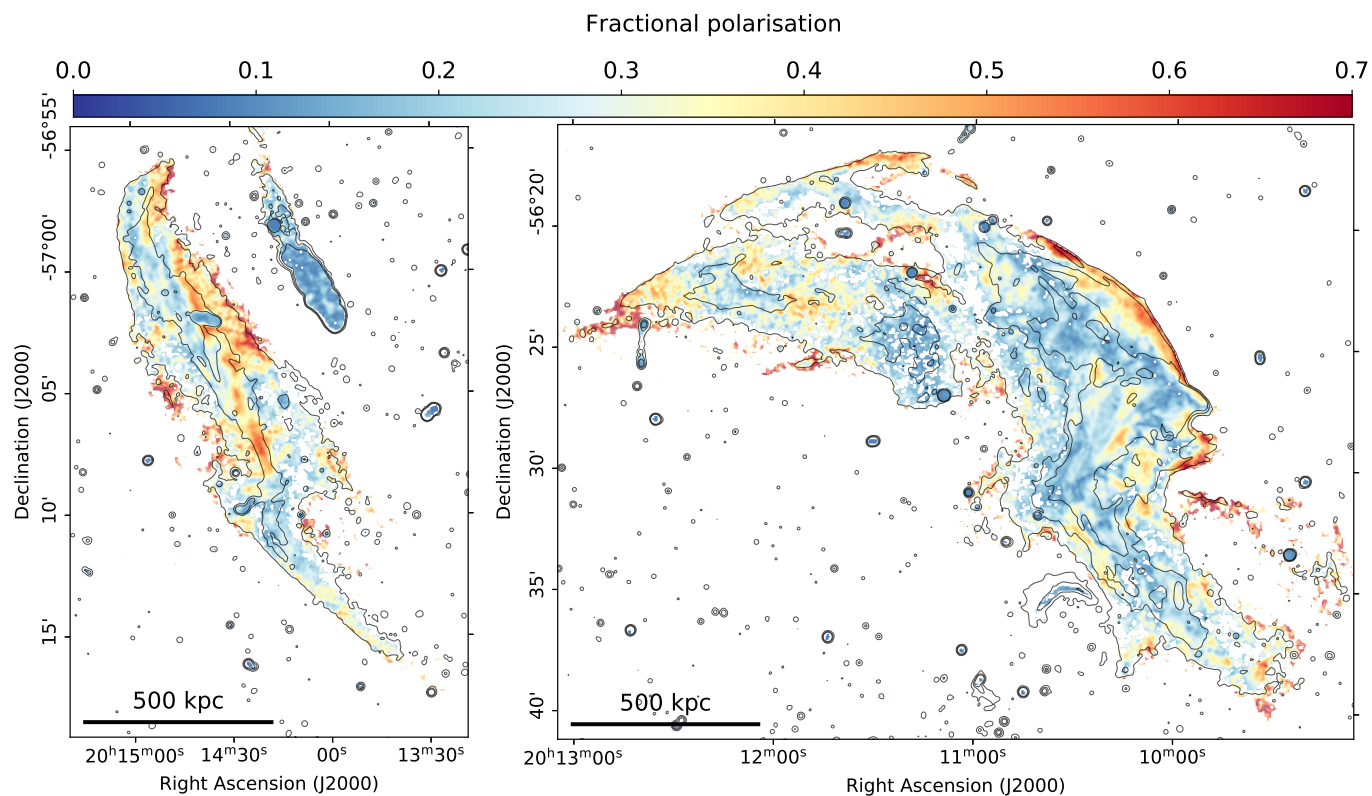 Fractional polarisation
0.0 0.1 0.2 0.3 0.4 0.5 0.6 0.7
-56°55'
-57°00'
05'
10'
15'
Declination (J2000)
500 kpc
20ʰ15ᵐ00ˢ 14ᵐ30ˢ 00ˢ 13ᵐ30ˢ
Right Ascension (J2000)
56°20'
25'
30'
35'
40'
Declination (J2000)
500 kpc
20ʰ13ᵐ00ˢ 12ᵐ00ˢ 11ᵐ00ˢ 10ᵐ00ˢ
Right Ascension (J2000)